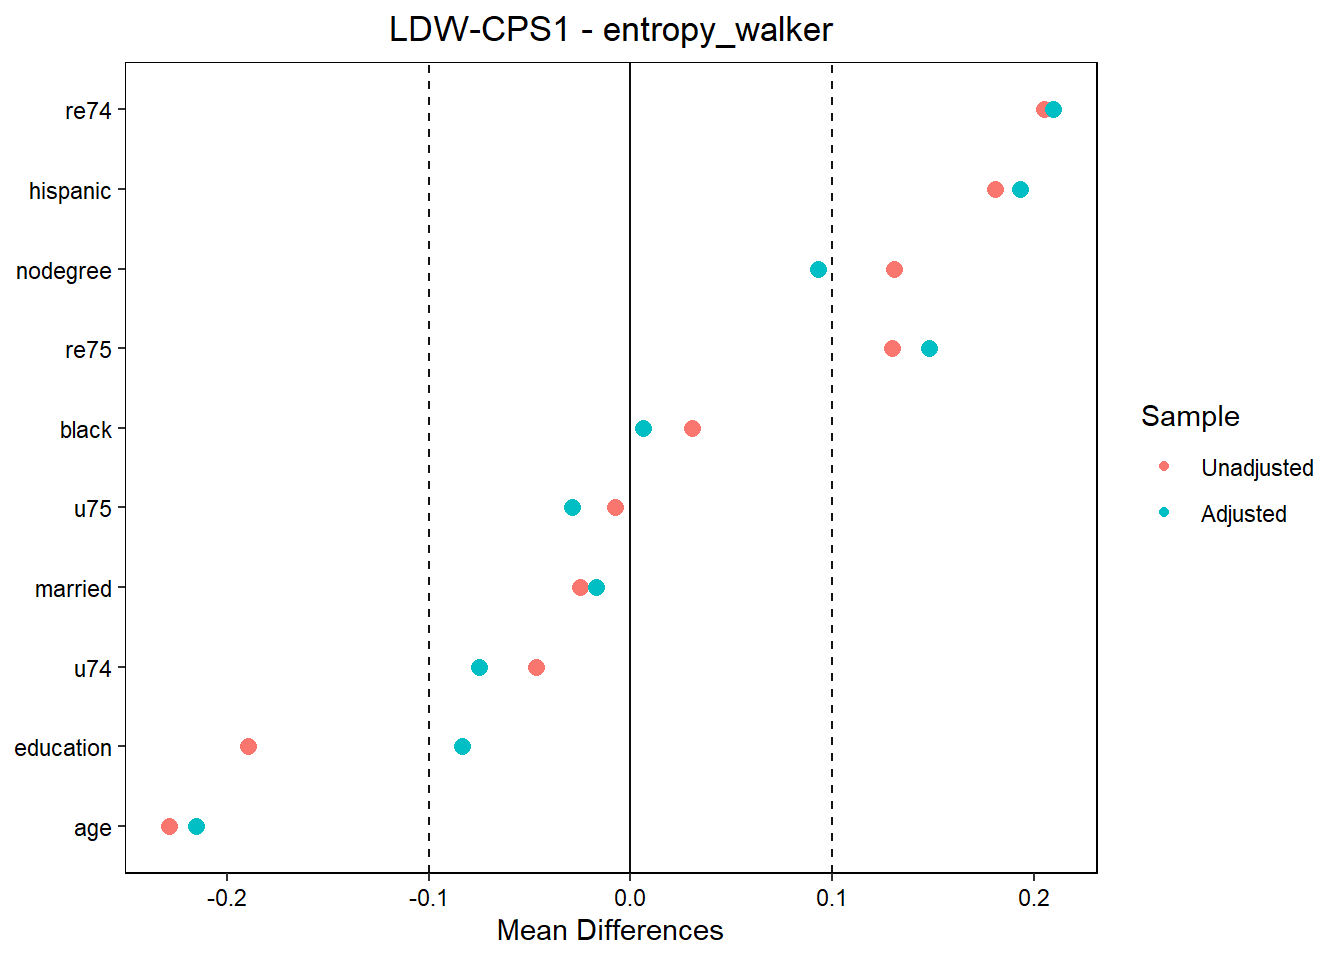 LDW-CPS1 - entropy_walker
re74
hispanic
nodegree
re75
black
u75
married
u74
education
age
-0.2
-0.1
0.0
0.1
0.2
Mean Differences
Sample
Unadjusted
Adjusted